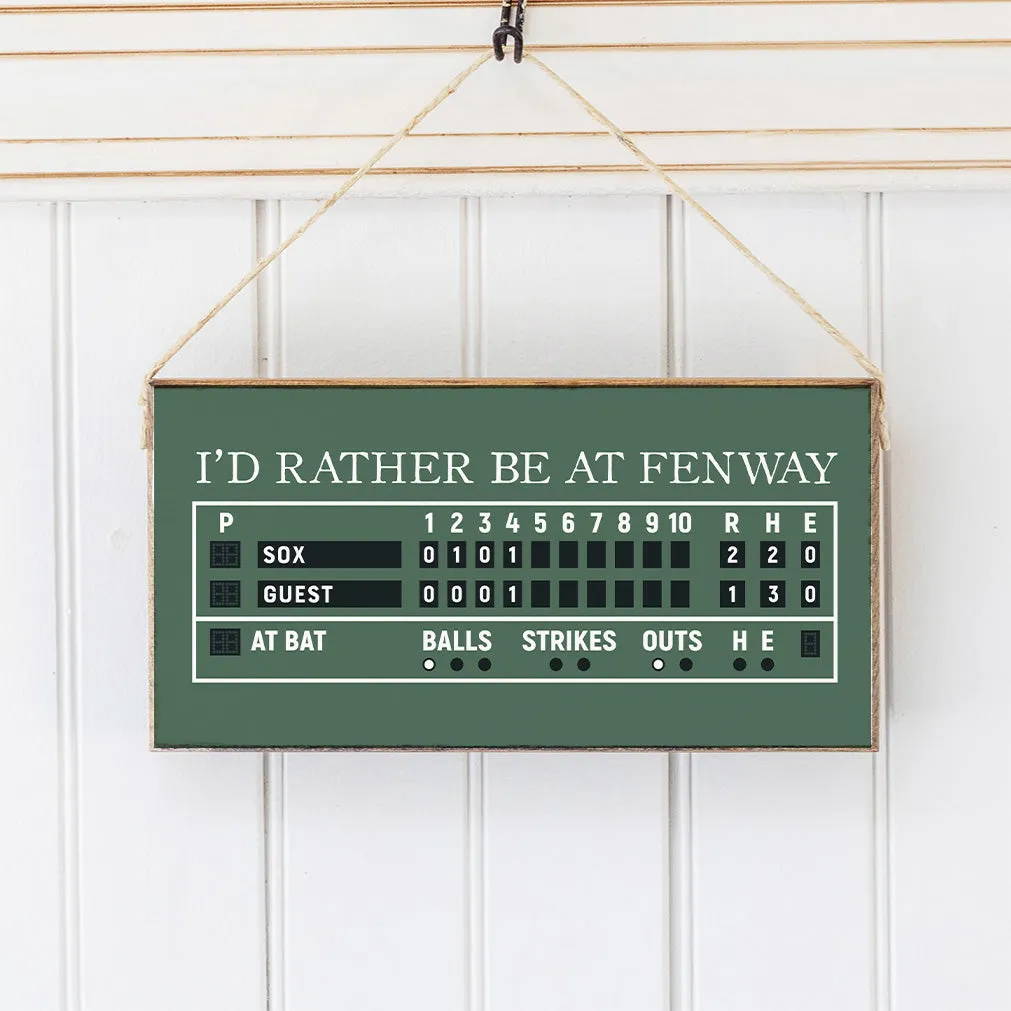 I'D RATHER BE AT FENWAY
P 1 2 3 4 5 6 7 8 9 10 R H E
SOX 0 1 0 1 2 2 0
GUEST 0 0 0 1 1 3 0
AT BAT BALLS STRIKES OUTS H E